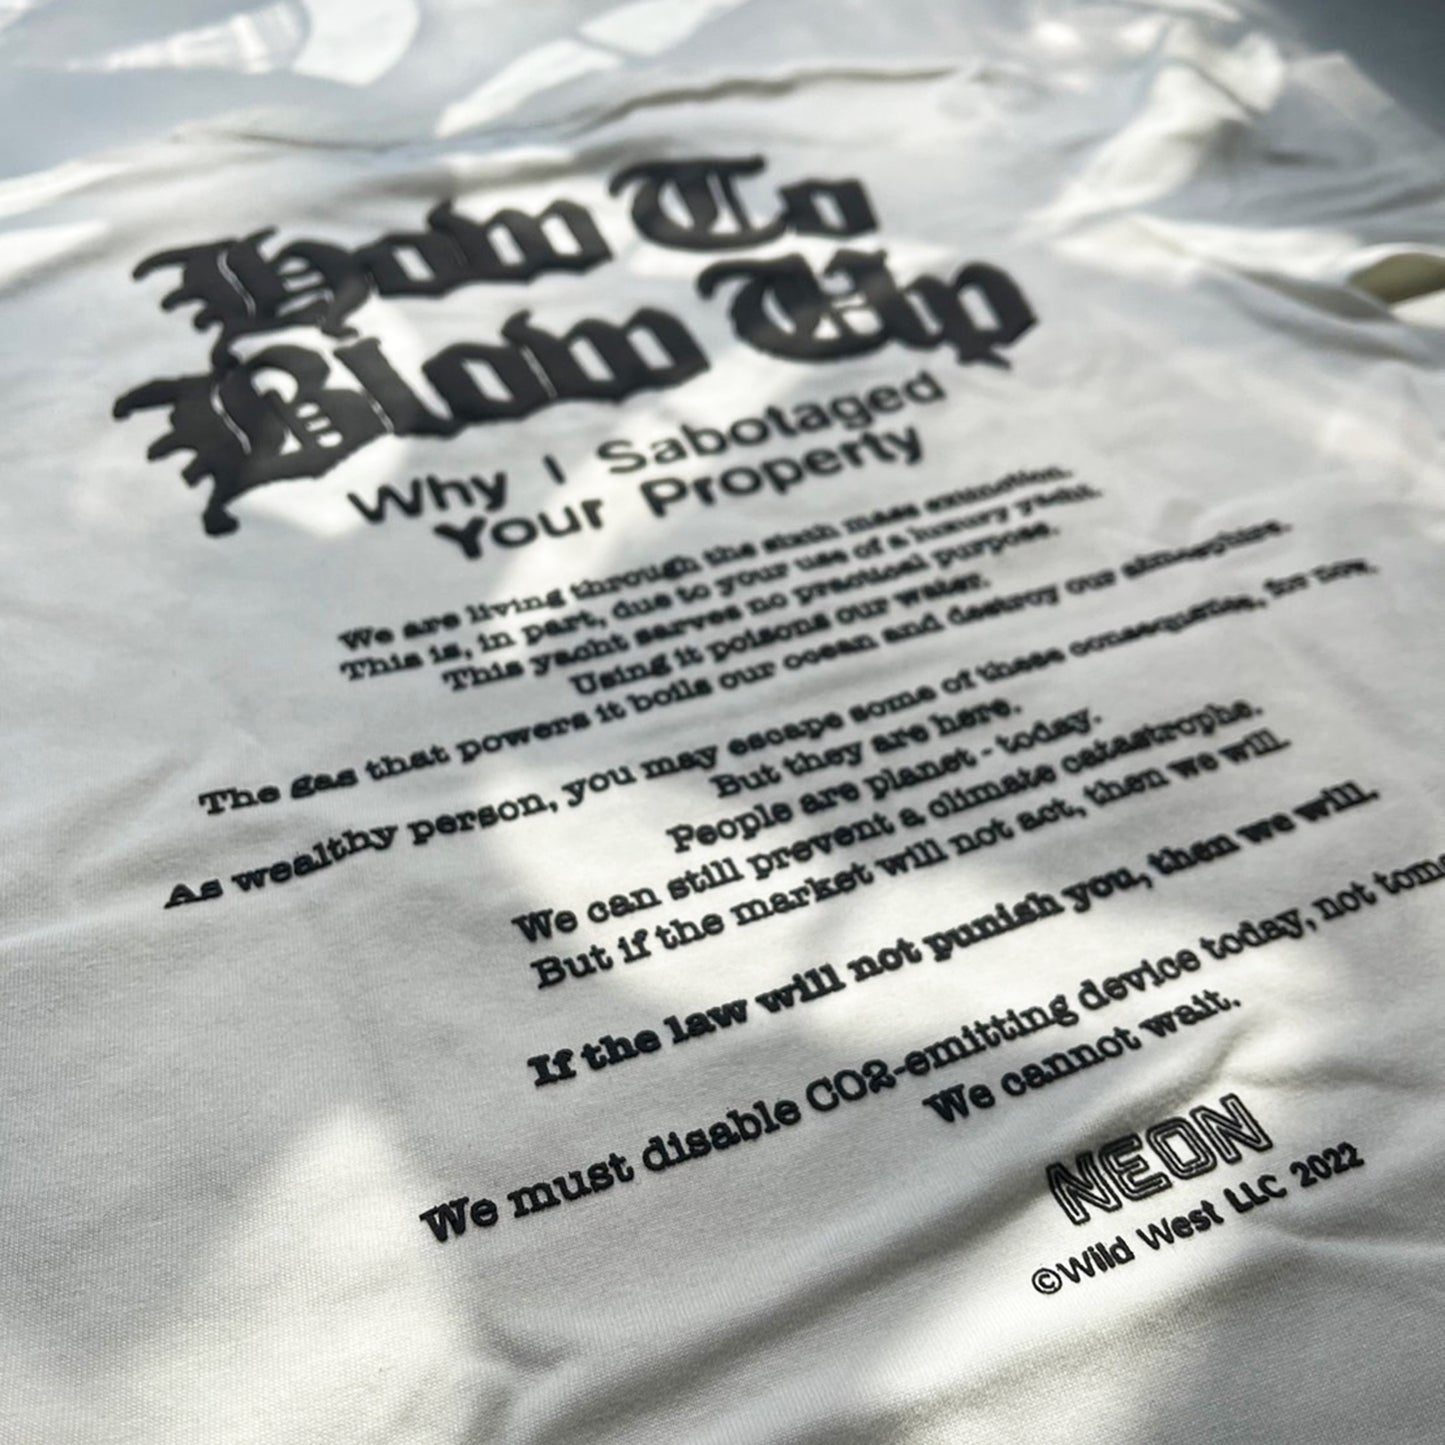 How To
Blow Up
Why I Sabotaged
Your Property
We are living through the sixth mass extinction.
This is, in part, due to your use of a luxury yacht.
This yacht serves no practical purpose.
Using it poisons our water.
The gas that powers it boils our ocean and destroy our atmosphire.
As wealthy person, you may escape some of these consequences, for now.
But they are here.
People are planet - today.
We can still prevent a climate catastrophe.
But if the market will not act, then we will.
If the law will not punish you, then we will.
We must disable CO2-emitting device today, not
We cannot wait.
NEON
©Wild West LLC 2022